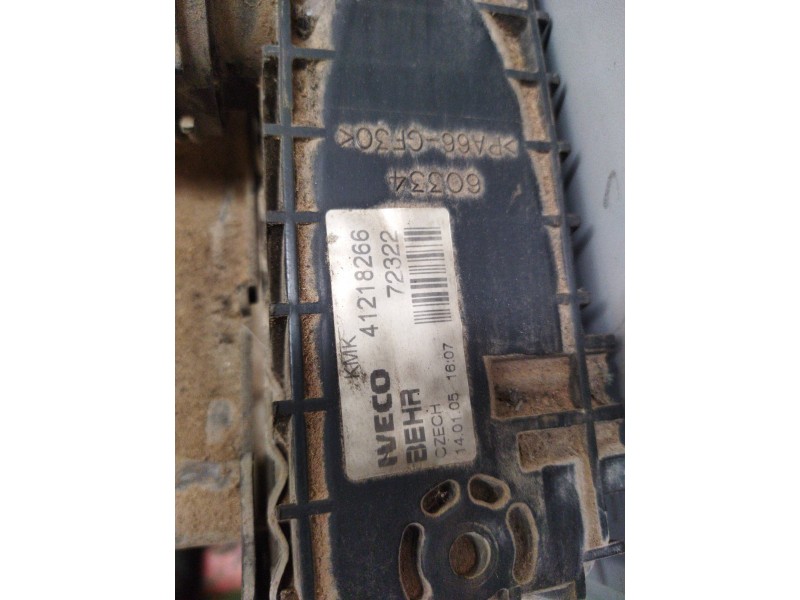 >PA66-GF30<
60334
KMK 41218266
72322
IVECO
BEHR
CZECH
14.01.05 16:07